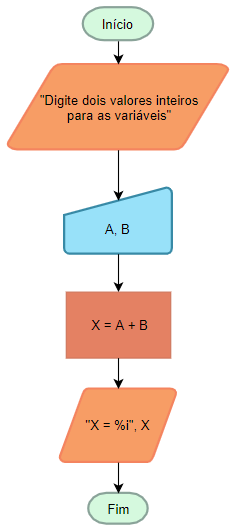 Início
"Digite dois valores inteiros
para as variáveis"
A, B
X = A + B
"X = %i", X
Fim